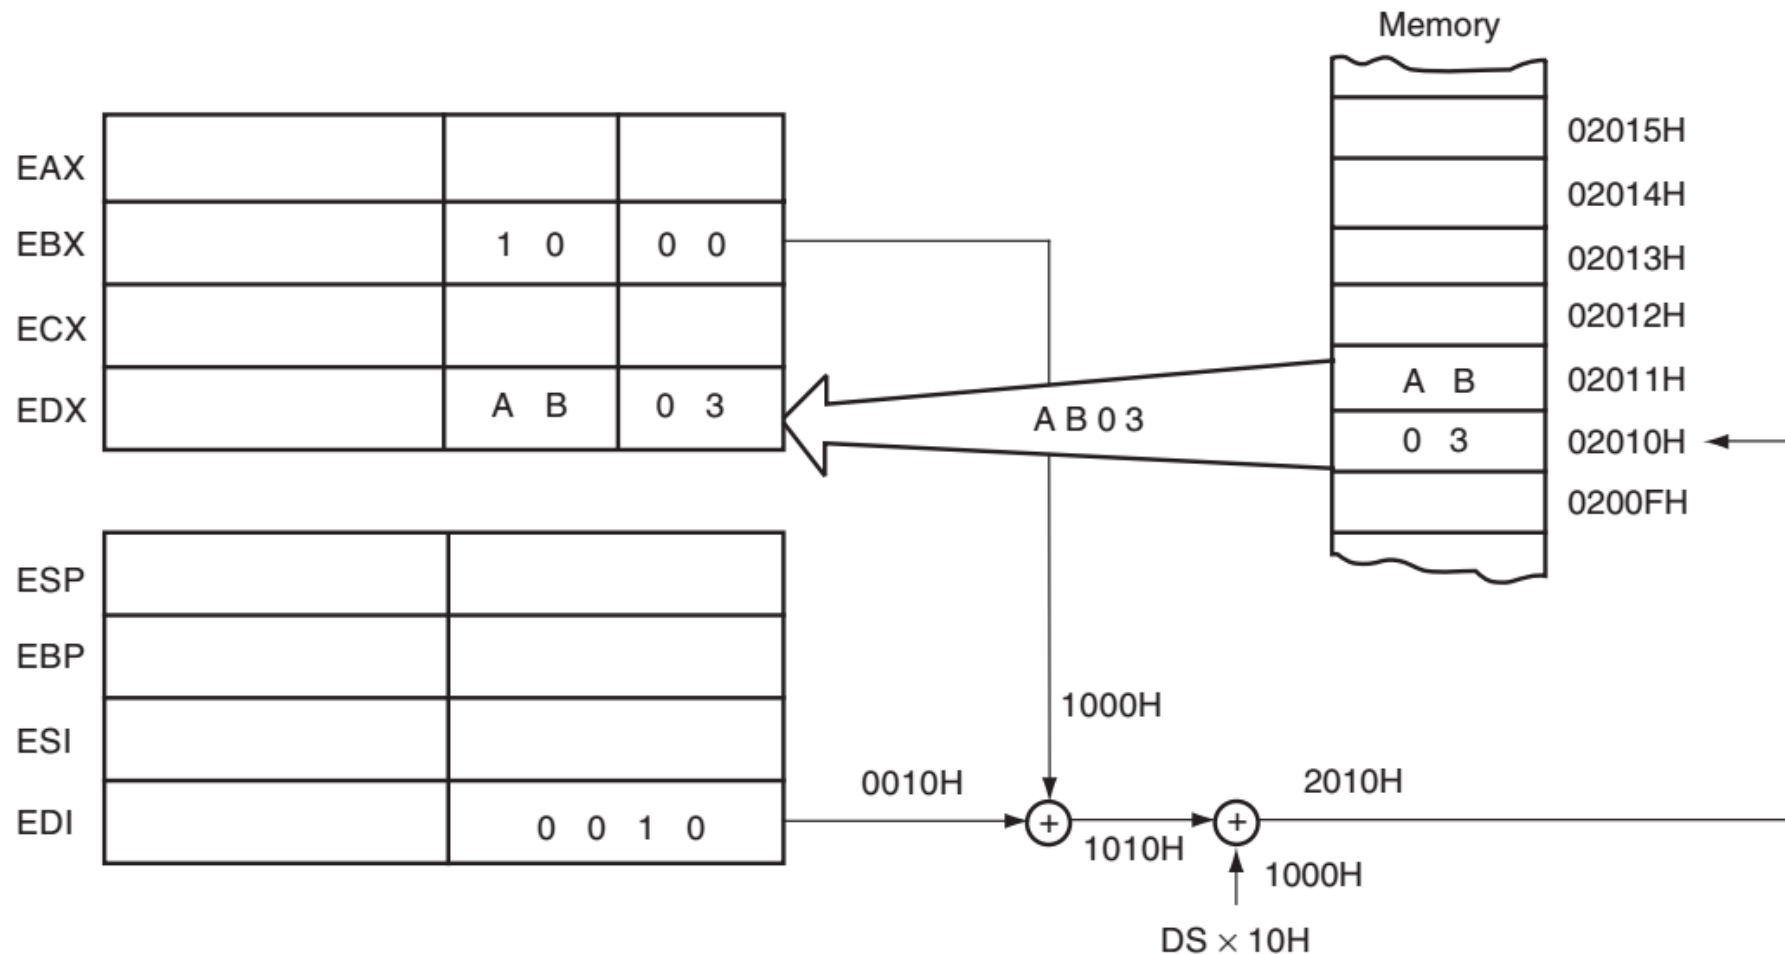 Memory
02015H
EAX
02014H
EBX 1 0 0 0
02013H
ECX
02012H
EDX A B 0 3
A B 0 3
A B 02011H
0 3 02010H
0200FH
ESP
EBP
ESI
1000H
EDI 0 0 1 0
0010H
+
1010H
+
2010H
1000H
DS × 10H